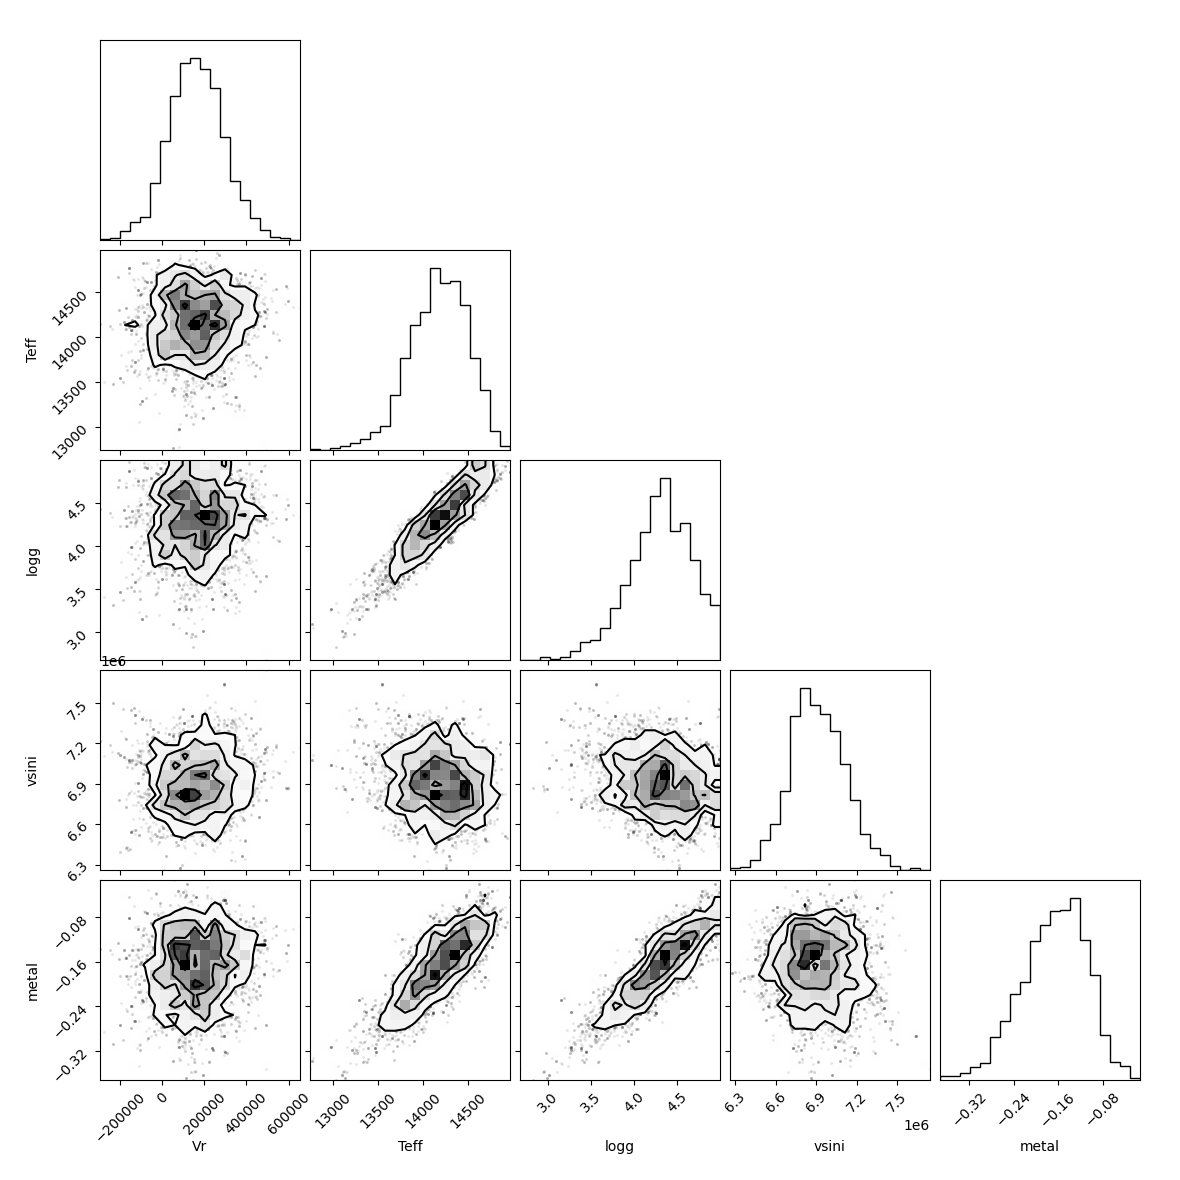 14500
14000
13500
13000
Teff
4.5
4.0
3.5
3.0
logg
1e6
7.5
7.2
6.9
6.6
6.3
vsini
−0.08
−0.16
−0.24
−0.32
metal
−200000 0 200000 400000 600000
Vr
13000 13500 14000 14500
Teff
3.0 3.5 4.0 4.5
logg
6.3 6.6 6.9 7.2 7.5
1e6
vsini
−0.32 −0.24 −0.16 −0.08
metal